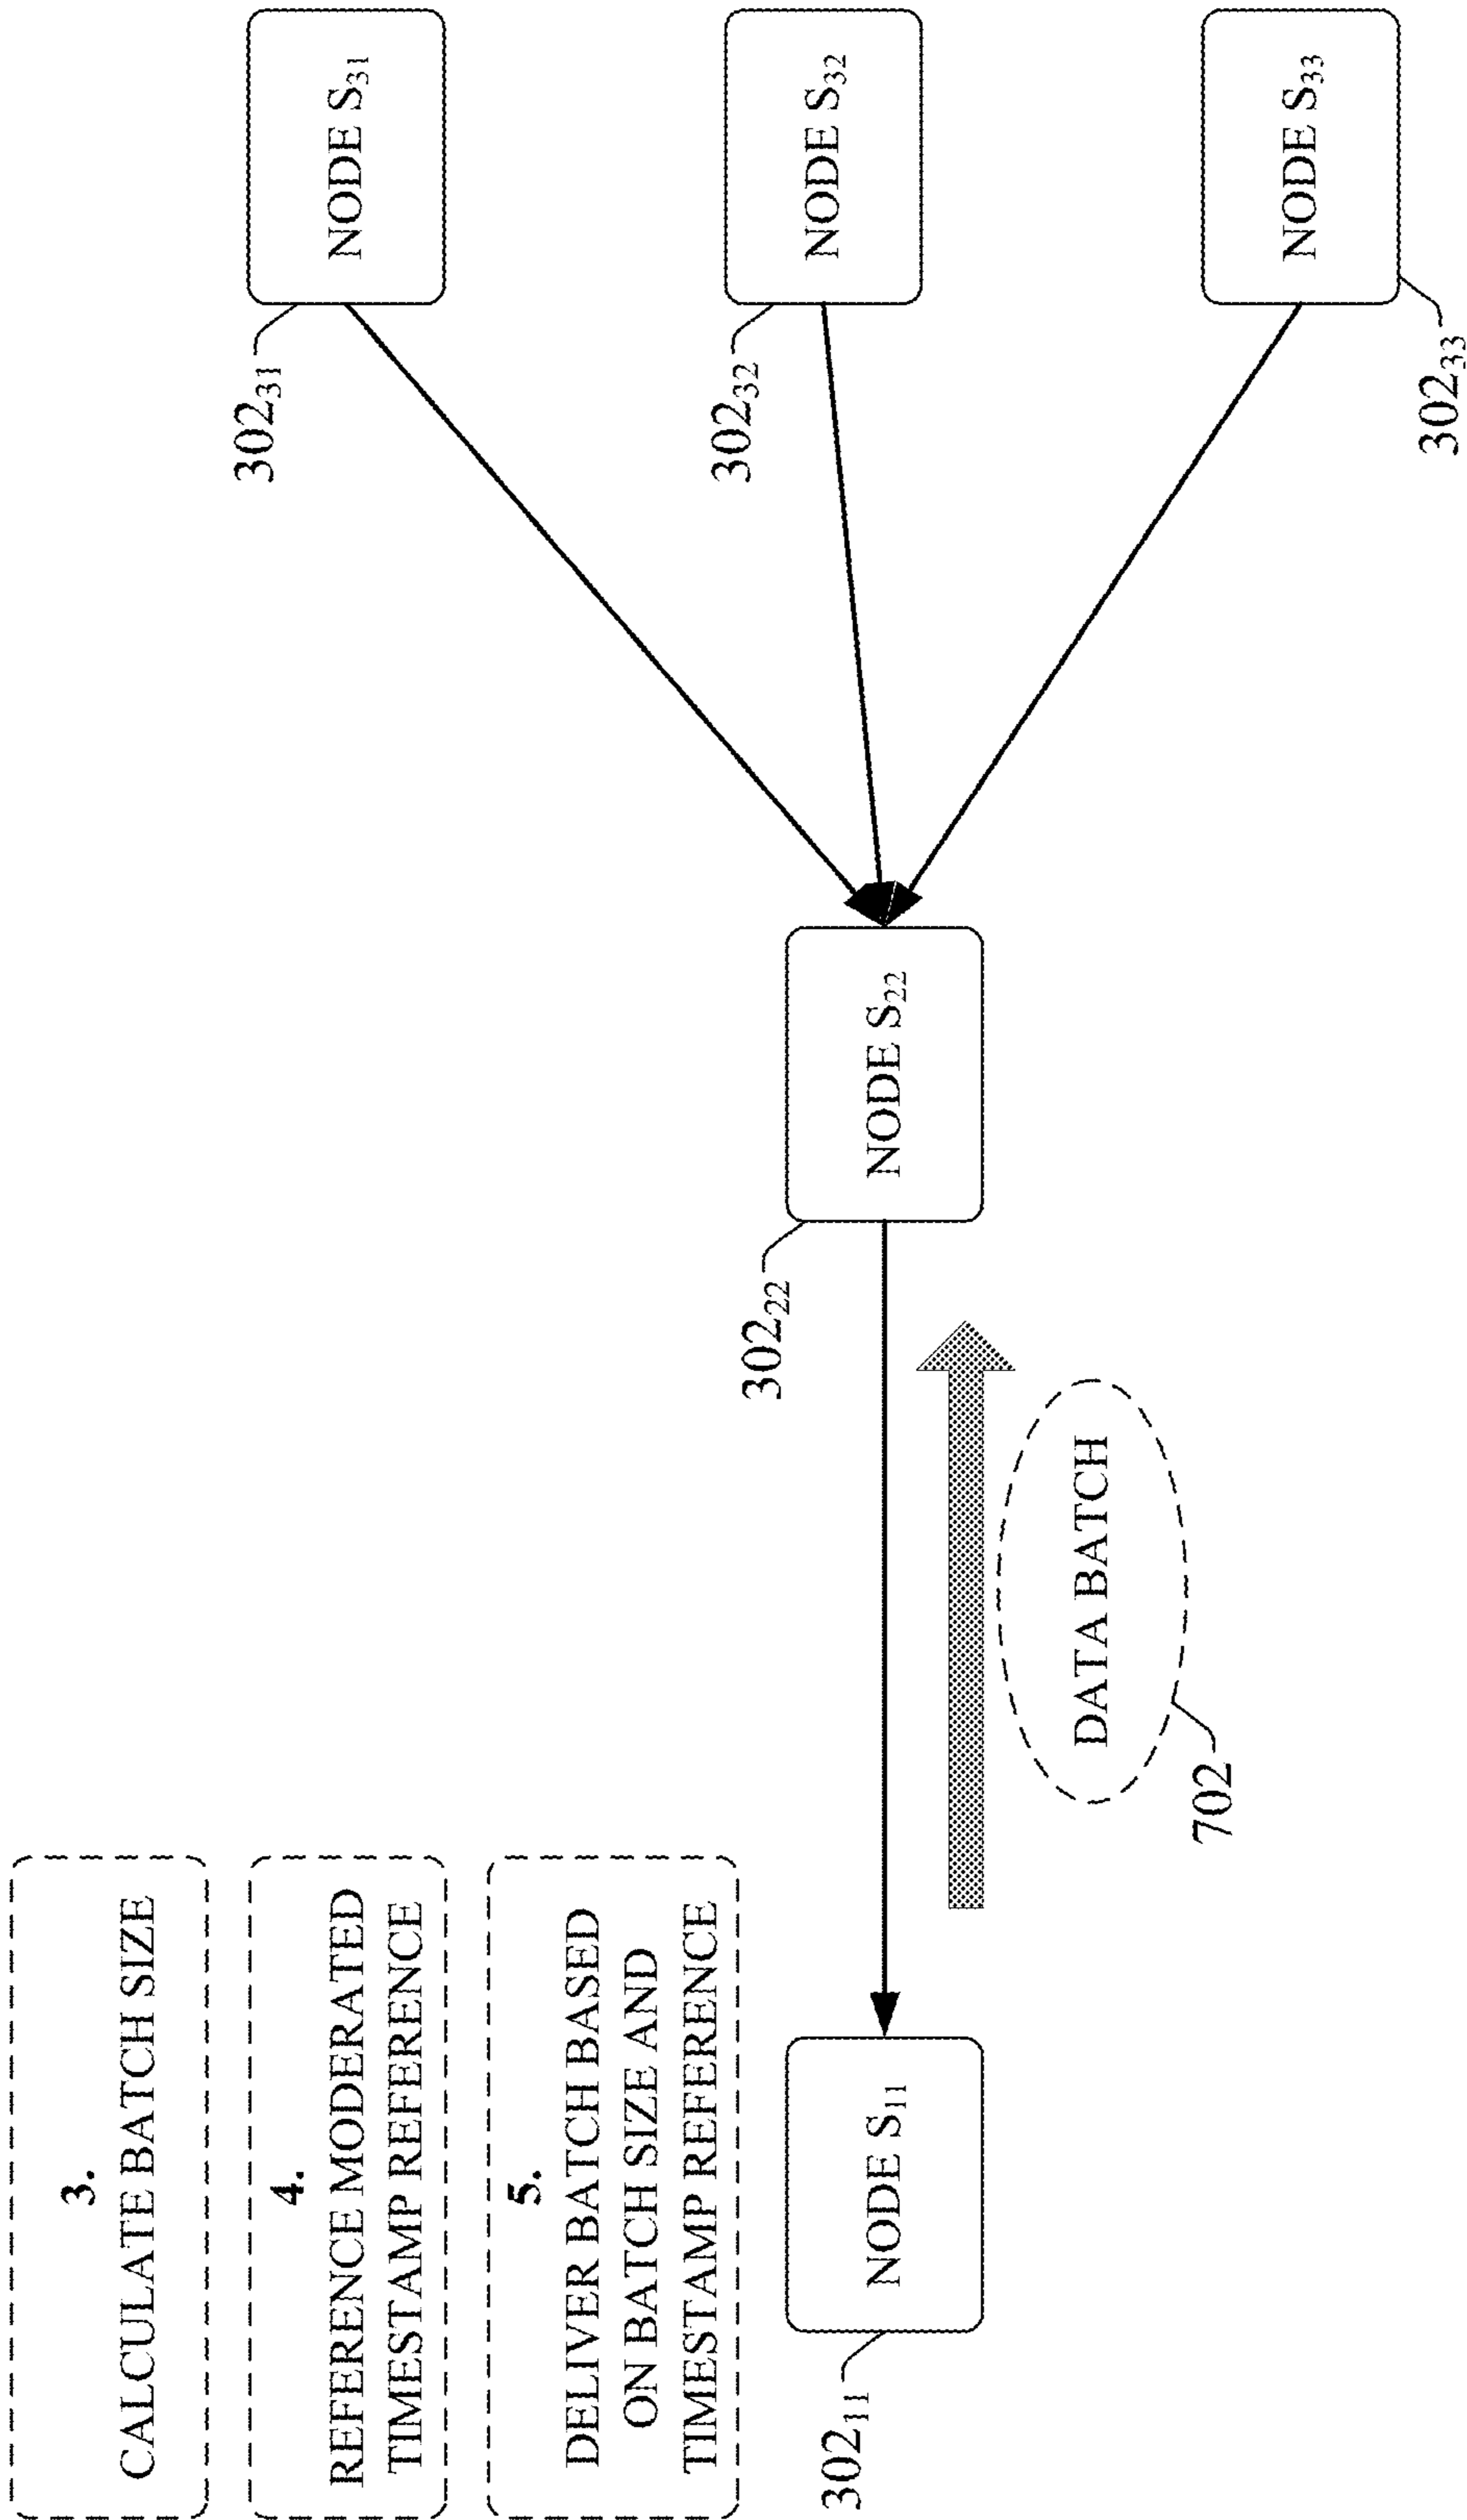 3.
CALCULATE BATCH SIZE
4.
REFERENCE MODERATED
TIMESTAMP REFERENCE
5.
DELIVER BATCH BASED
ON BATCH SIZE AND
TIMESTAMP REFERENCE
302₁₁
NODE S₁₁
DATA BATCH
702
302₂₂
NODE S₂₂
302₃₁
NODE S₃₁
302₃₂
NODE S₃₂
302₃₃
NODE S₃₃